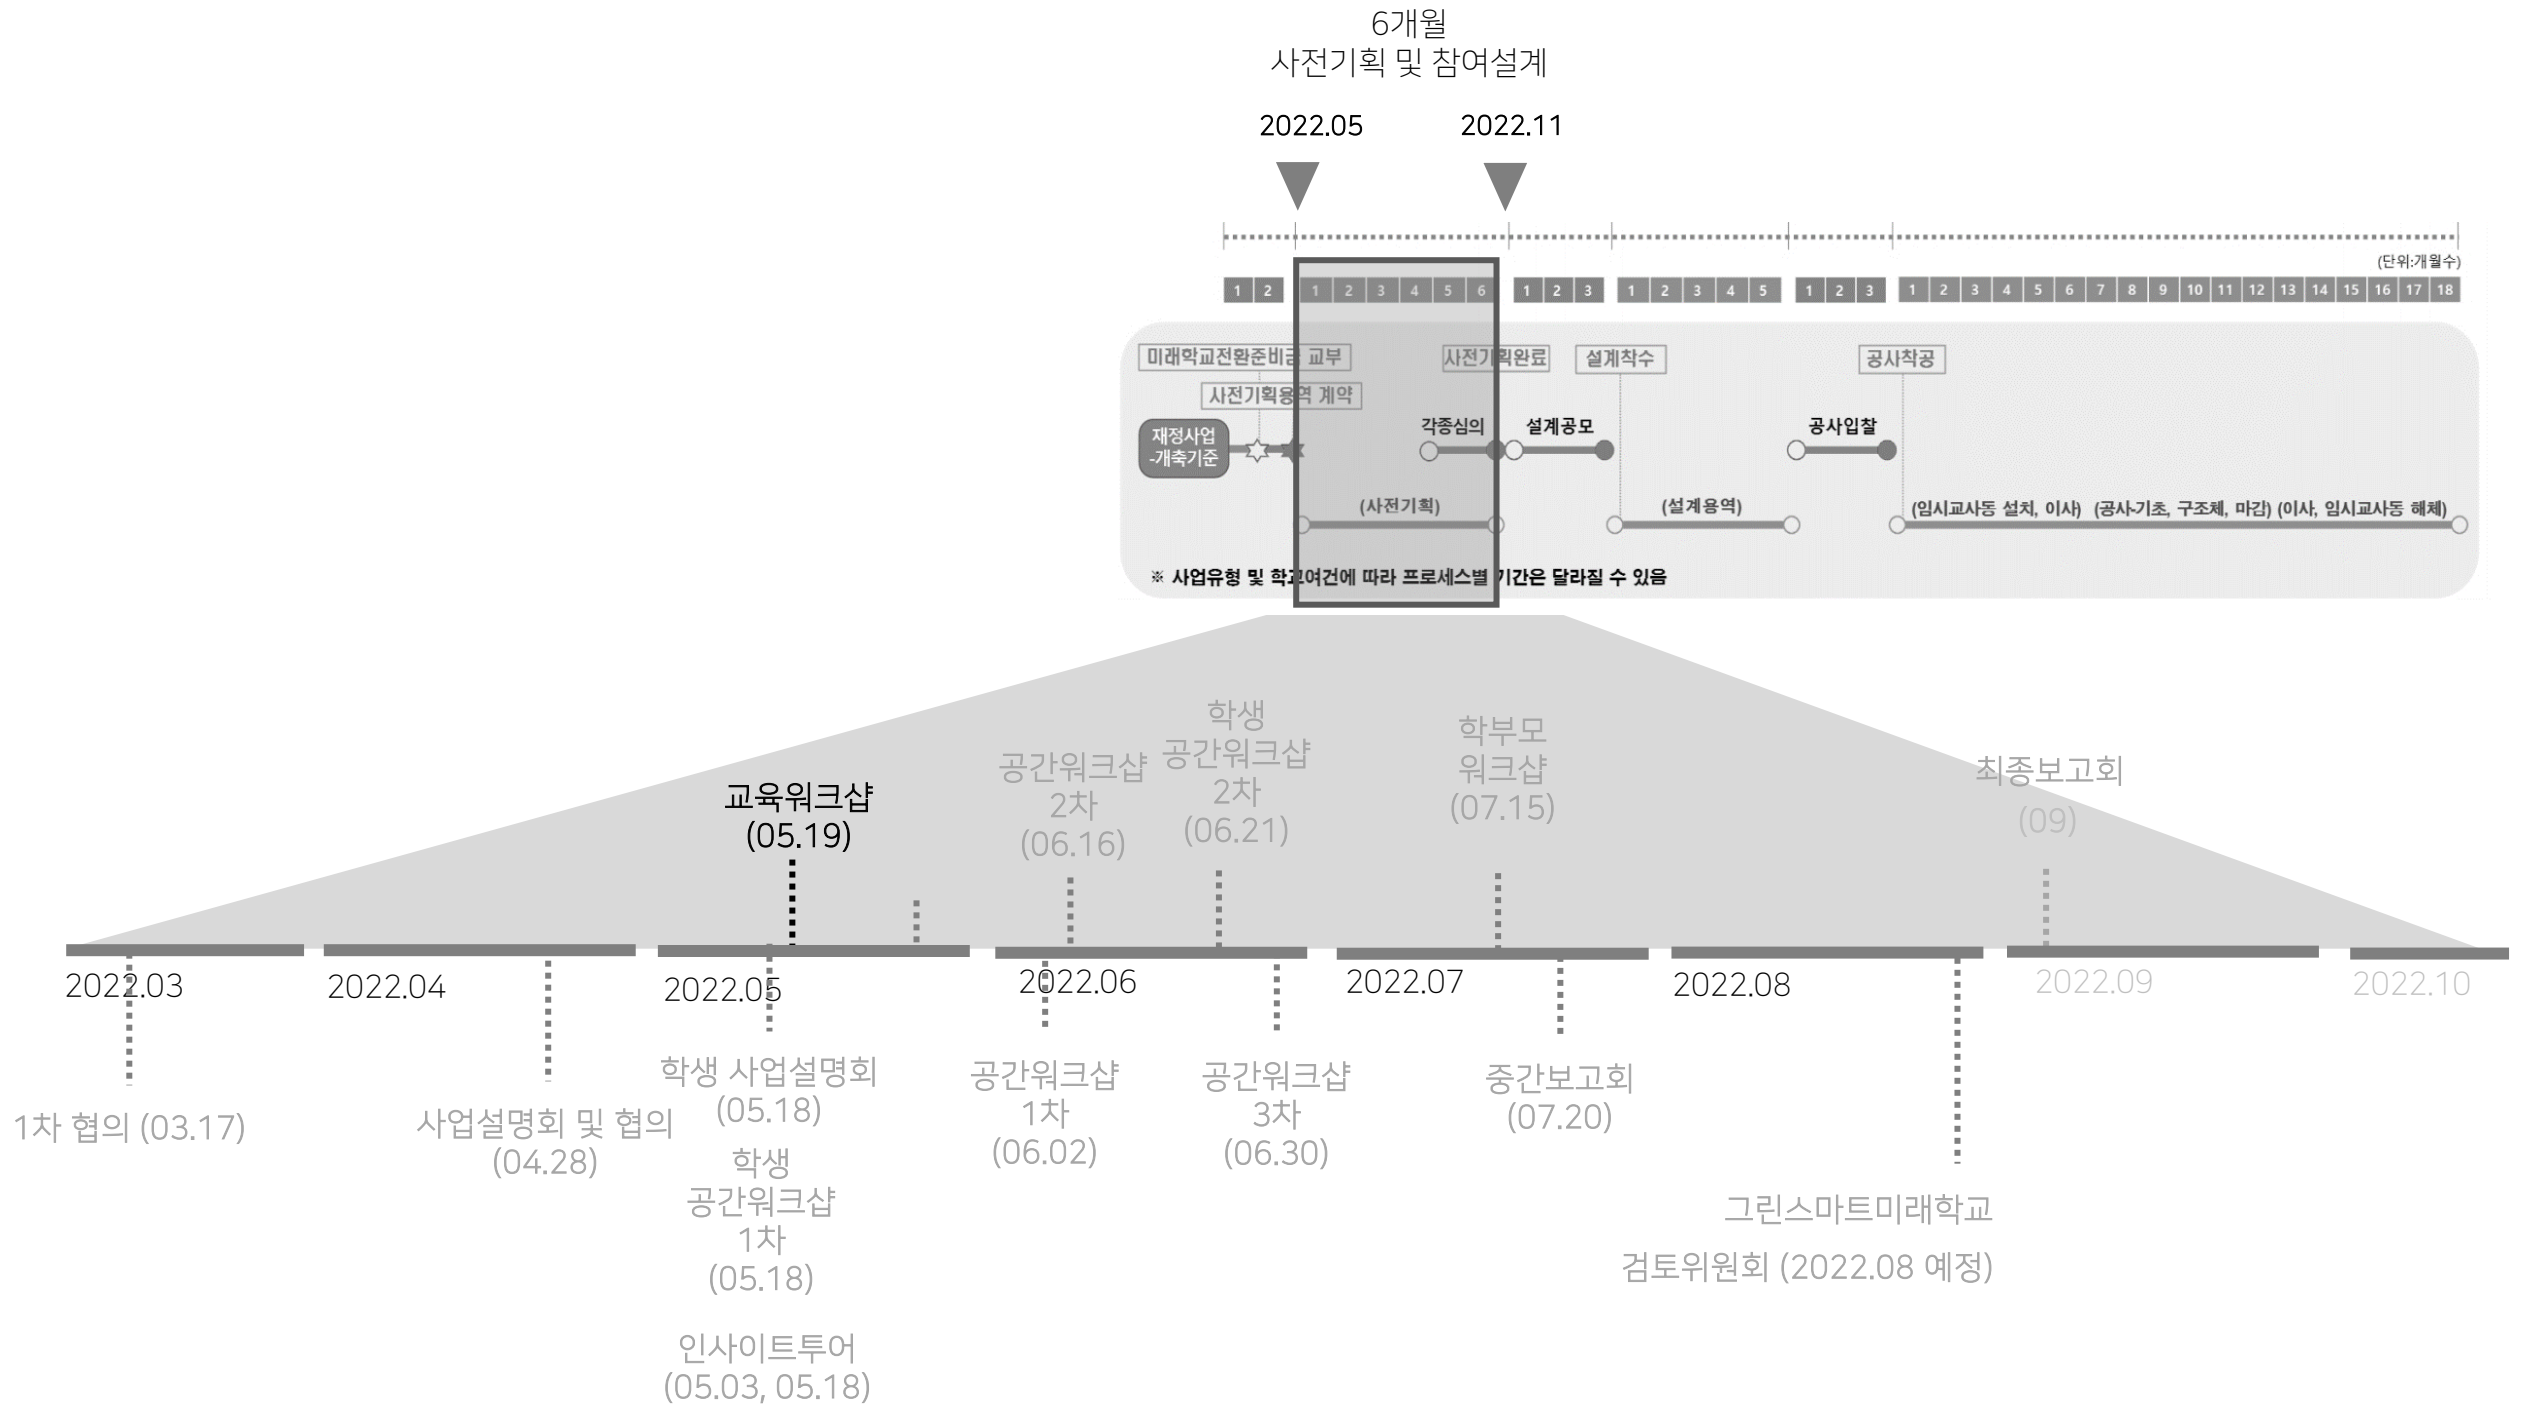 6개월
사전기획 및 참여설계
2022.05 2022.11
(단위:개월수)
1 2 1 2 3 4 5 6 1 2 3 1 2 3 4 5 1 2 3 1 2 3 4 5 6 7 8 9 10 11 12 13 14 15 16 17 18
미래학교전환준비금 교부 사전기획완료 설계착수 공사착공
사전기획용역 계약
재정사업
-개축기준
각종심의 설계공모 공사입찰
(사전기획) (설계용역) (임시교사동 설치, 이사) (공사-기초, 구조체, 마감) (이사, 임시교사동 해체)
※ 사업유형 및 학교여건에 따라 프로세스별 기간은 달라질 수 있음
교육워크샵
(05.19)
공간워크샵
2차
(06.16)
학생
공간워크샵
2차
(06.21)
학부모
워크샵
(07.15)
최종보고회
(09)
2022.03 2022.04 2022.05 2022.06 2022.07 2022.08 2022.09 2022.10
1차 협의 (03.17)
사업설명회 및 협의
(04.28)
학생 사업설명회
(05.18)
학생
공간워크샵
1차
(05.18)
인사이트투어
(05.03, 05.18)
공간워크샵
1차
(06.02)
공간워크샵
3차
(06.30)
중간보고회
(07.20)
그린스마트미래학교
검토위원회 (2022.08 예정)